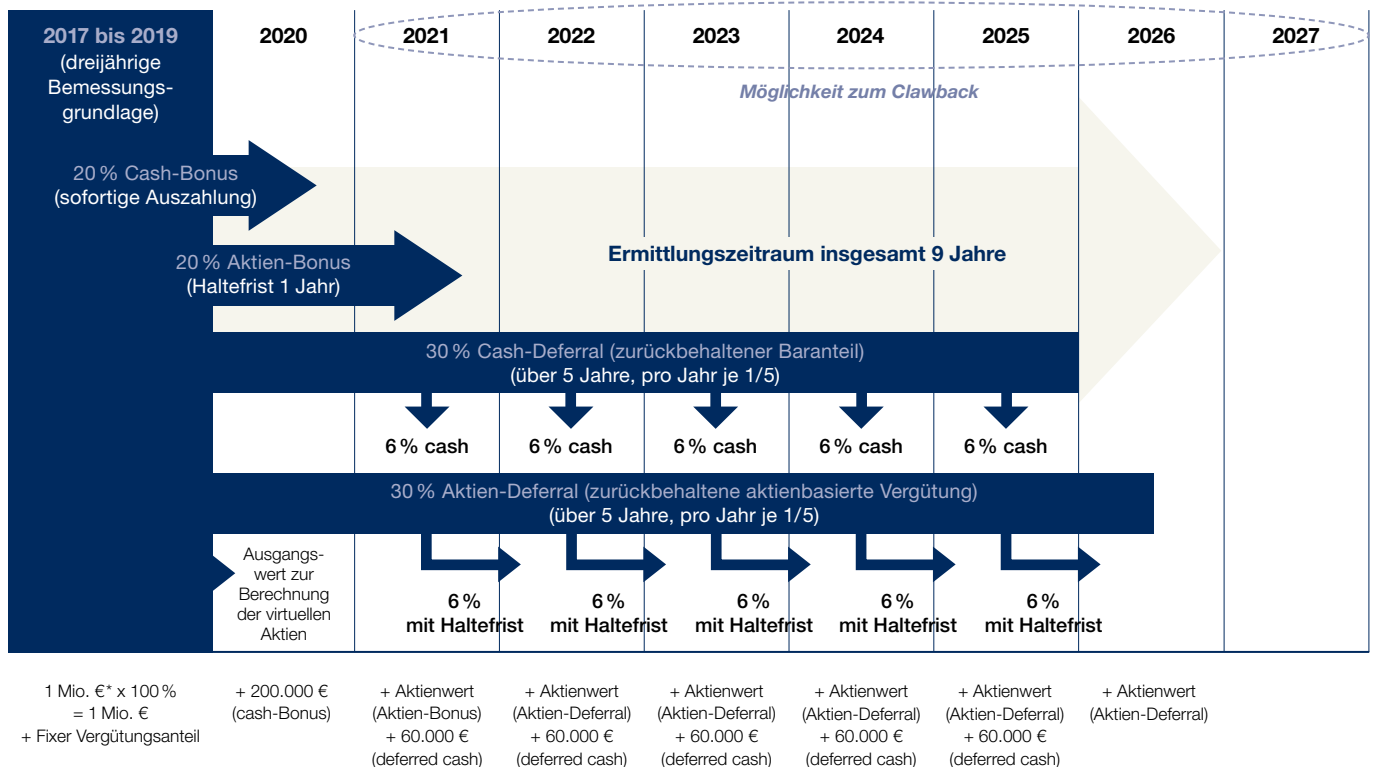 2017 bis 2019
(dreijährige
Bemessungs-
grundlage)
2020
2021
2022
2023
2024
2025
2026
2027
Möglichkeit zum Clawback
20 % Cash-Bonus
(sofortige Auszahlung)
20 % Aktien-Bonus
(Haltefrist 1 Jahr)
Ermittlungszeitraum insgesamt 9 Jahre
30 % Cash-Deferral (zurückbehaltener Baranteil)
(über 5 Jahre, pro Jahr je 1/5)
6 % cash
6 % cash
6 % cash
6 % cash
6 % cash
30 % Aktien-Deferral (zurückbehaltene aktienbasierte Vergütung)
(über 5 Jahre, pro Jahr je 1/5)
Ausgangs-
wert zur
Berechnung
der virtuellen
Aktien
6 %
mit Haltefrist
6 %
mit Haltefrist
6 %
mit Haltefrist
6 %
mit Haltefrist
6 %
mit Haltefrist
1 Mio. €* x 100 %
= 1 Mio. €
+ Fixer Vergütungsanteil
+ 200.000 €
(cash-Bonus)
+ Aktienwert
(Aktien-Bonus)
+ 60.000 €
(deferred cash)
+ Aktienwert
(Aktien-Deferral)
+ 60.000 €
(deferred cash)
+ Aktienwert
(Aktien-Deferral)
+ 60.000 €
(deferred cash)
+ Aktienwert
(Aktien-Deferral)
+ 60.000 €
(deferred cash)
+ Aktienwert
(Aktien-Deferral)
+ 60.000 €
(deferred cash)
+ Aktienwert
(Aktien-Deferral)